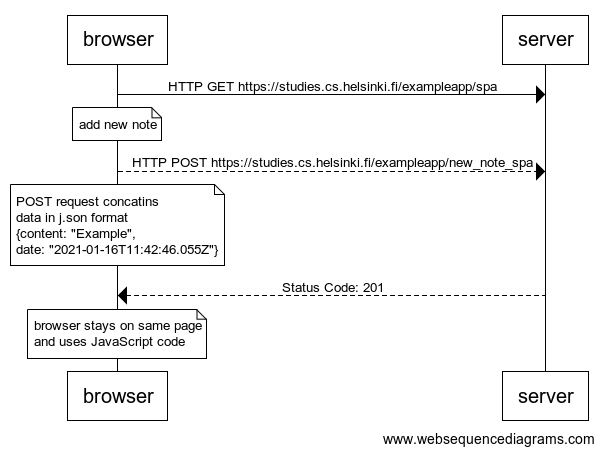 browser
server
HTTP GET https://studies.cs.helsinki.fi/exampleapp/spa
add new note
HTTP POST https://studies.cs.helsinki.fi/exampleapp/new_note_spa
POST request concatins
data in j.son format
{content: "Example",
date: "2021-01-16T11:42:46.055Z"}
Status Code: 201
browser stays on same page
and uses JavaScript code
browser
server
www.websequencediagrams.com